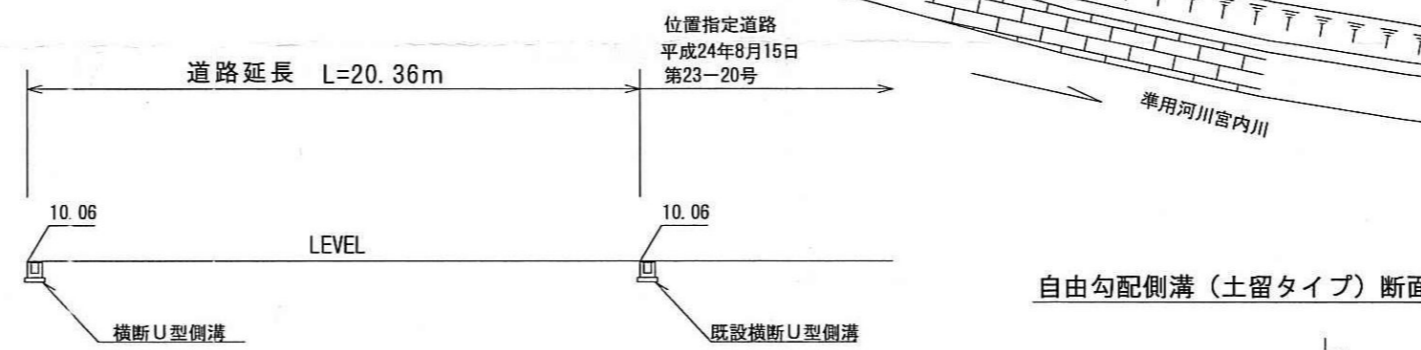 位置指定道路
平成24年8月15日
第23-20号
道路延長 L=20.36m
準用河川宮内川
10.06
10.06
LEVEL
自由勾配側溝(土留タイプ)断面
横断U型側溝
既設横断U型側溝